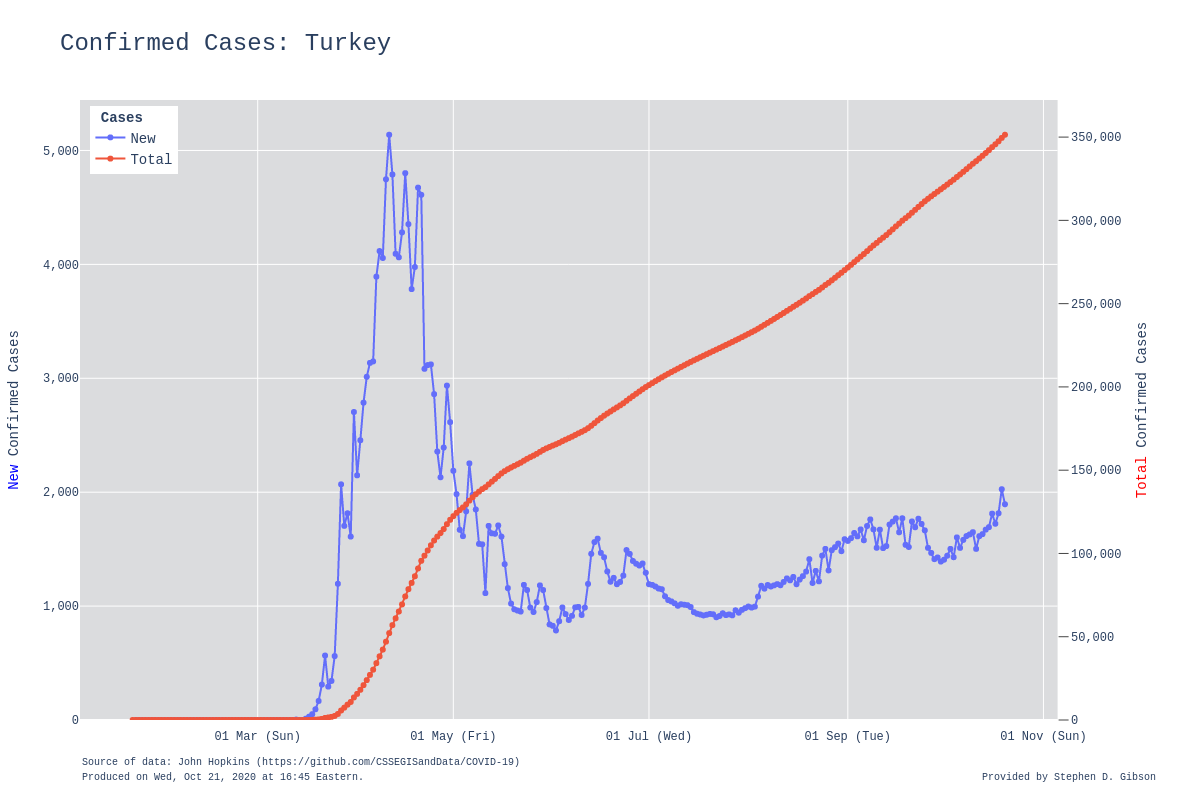 Confirmed Cases: Turkey
Cases
New
Total
5,000
4,000
3,000
2,000
1,000
0
350,000
300,000
250,000
200,000
150,000
100,000
50,000
0
New Confirmed Cases
Total Confirmed Cases
01 Mar (Sun)
01 May (Fri)
01 Jul (Wed)
01 Sep (Tue)
01 Nov (Sun)
Source of data: John Hopkins (https://github.com/CSSEGISandData/COVID-19)
Produced on Wed, Oct 21, 2020 at 16:45 Eastern.
Provided by Stephen D. Gibson